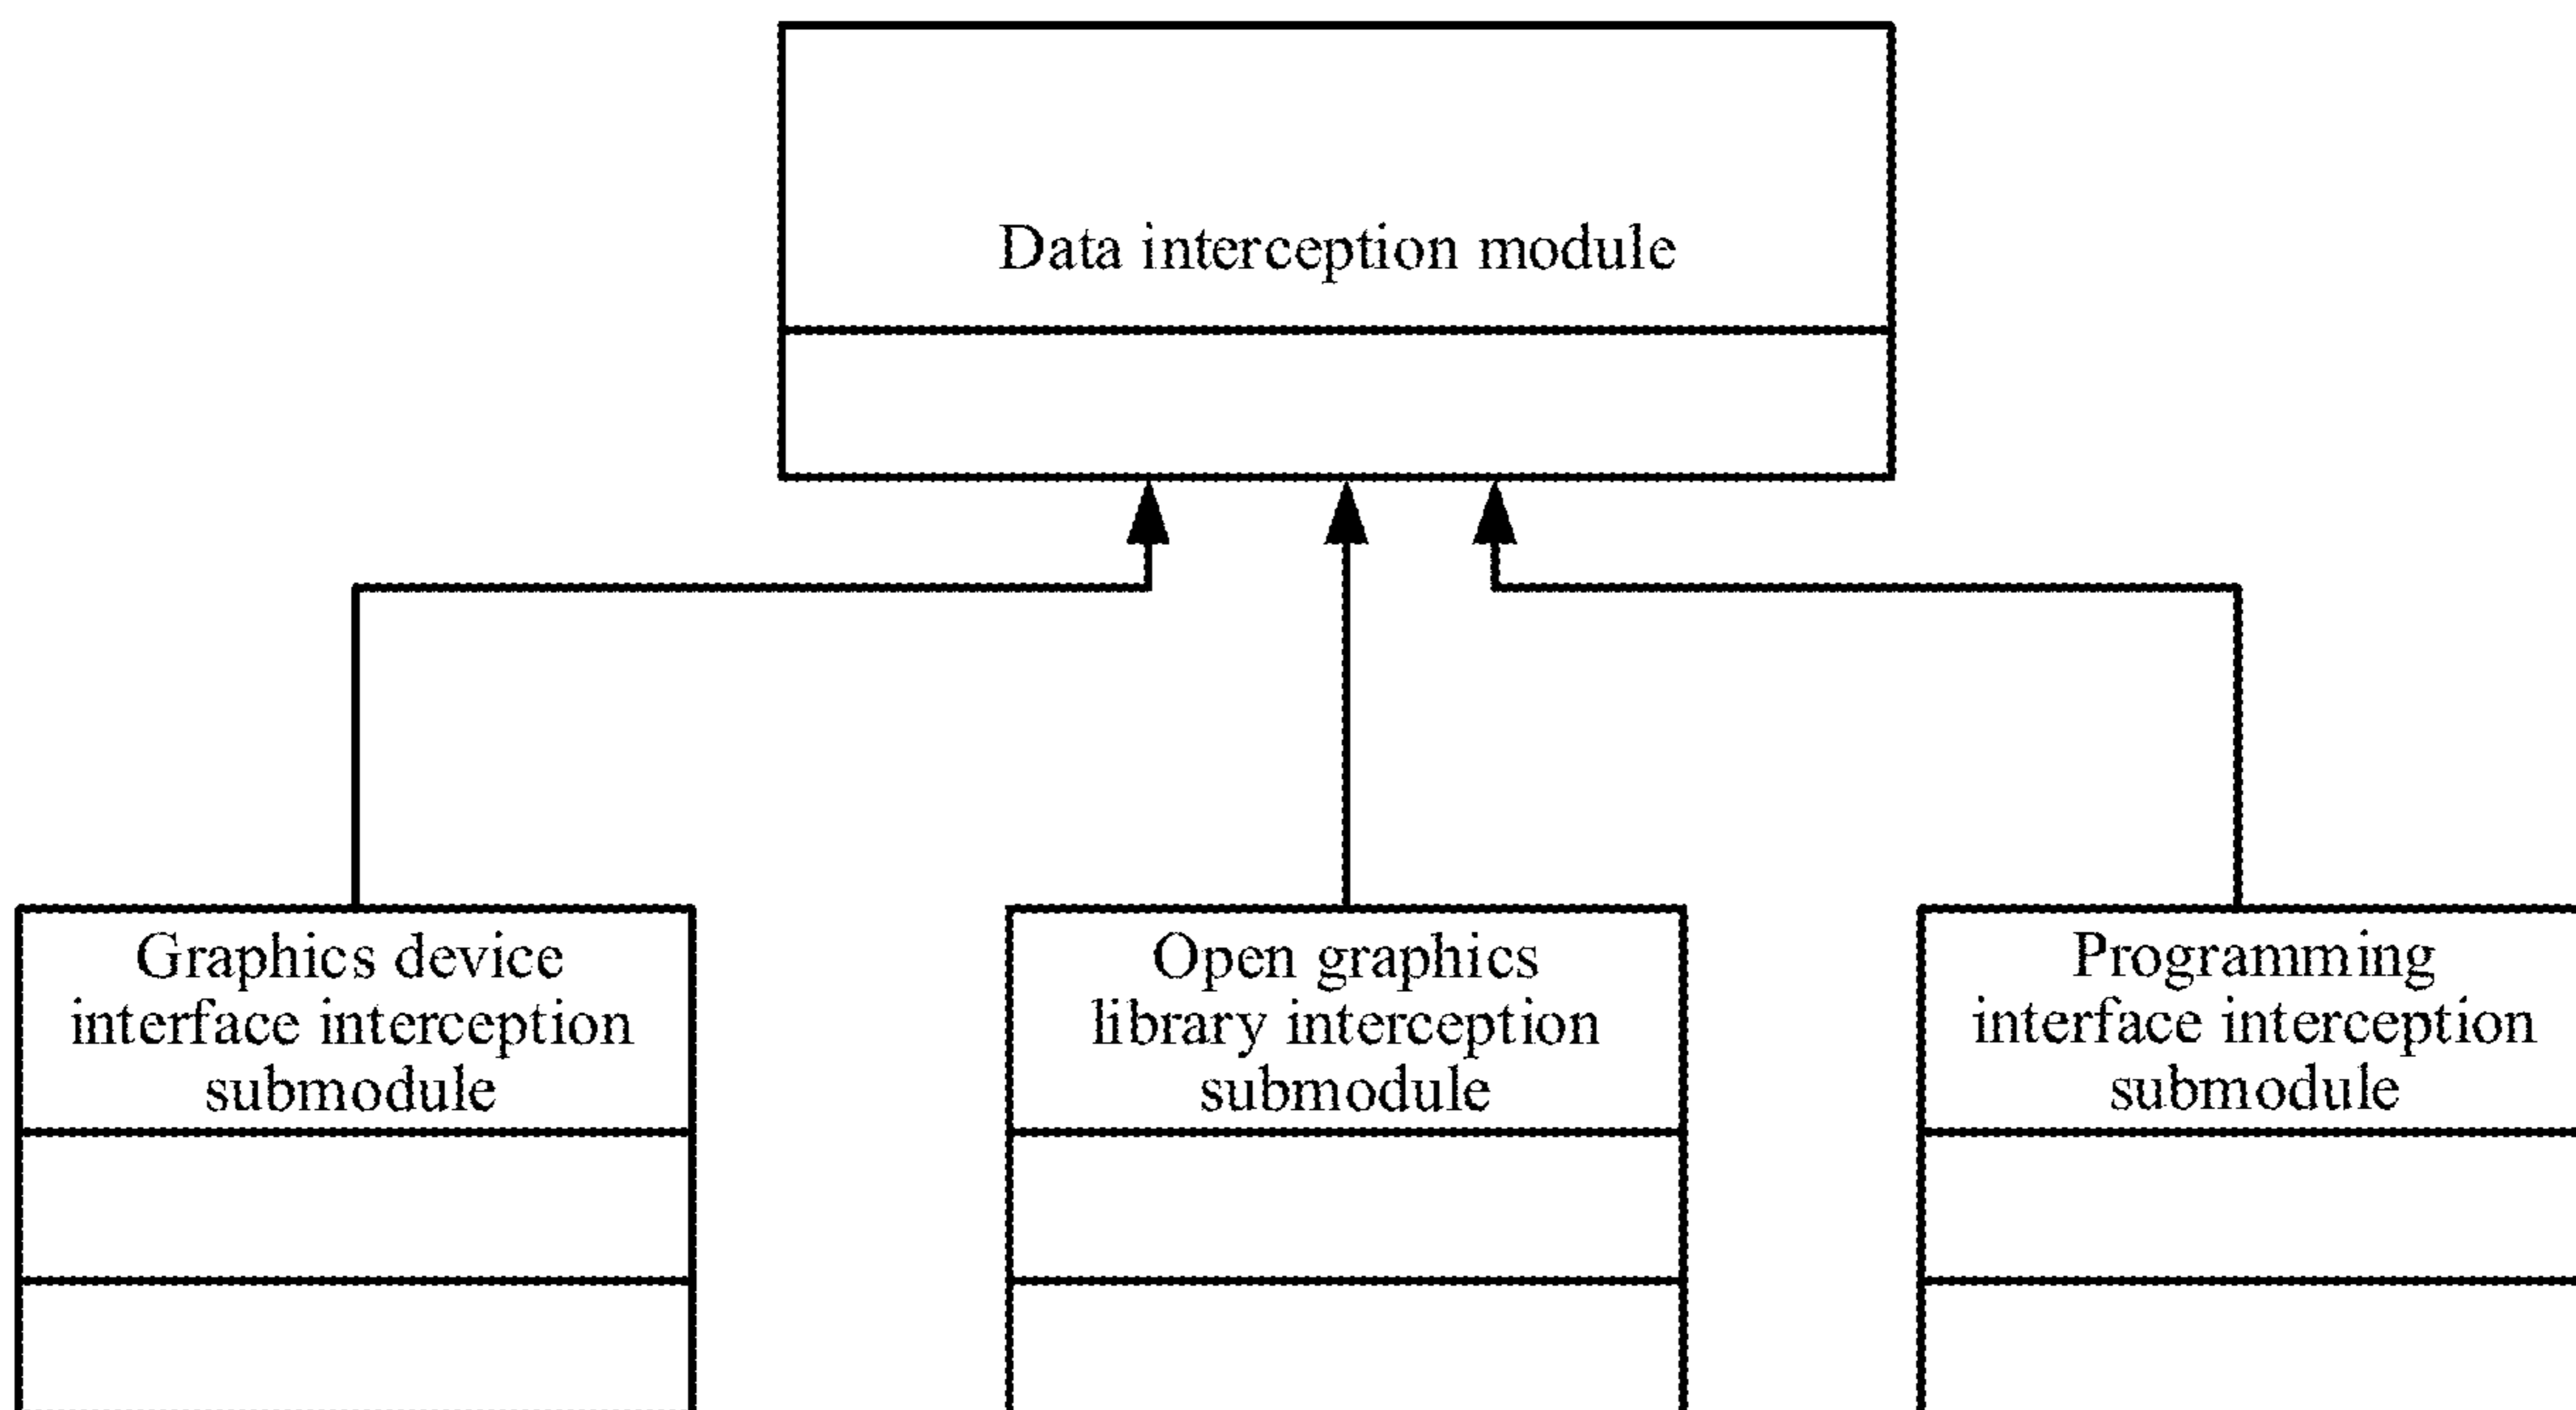 Data interception module
Graphics device
interface interception
submodule
Open graphics
library interception
submodule
Programming
interface interception
submodule